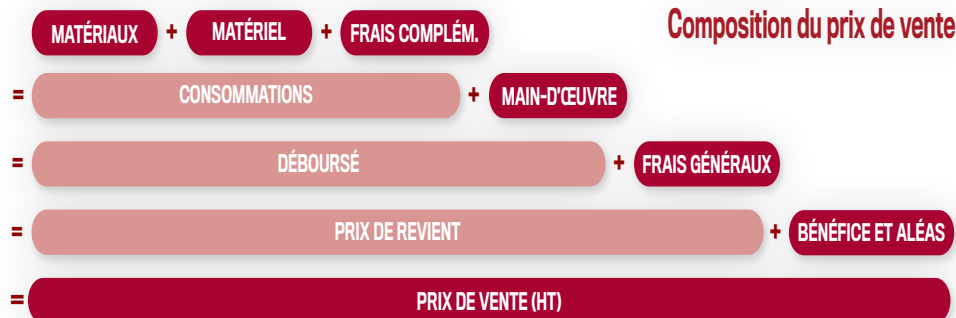 Composition du prix de vente
MATÉRIAUX + MATÉRIEL + FRAIS COMPLÉM.
= CONSOMMATIONS + MAIN-D'ŒUVRE
= DÉBOURSÉ + FRAIS GÉNÉRAUX
= PRIX DE REVIENT + BÉNÉFICE ET ALÉAS
= PRIX DE VENTE (HT)